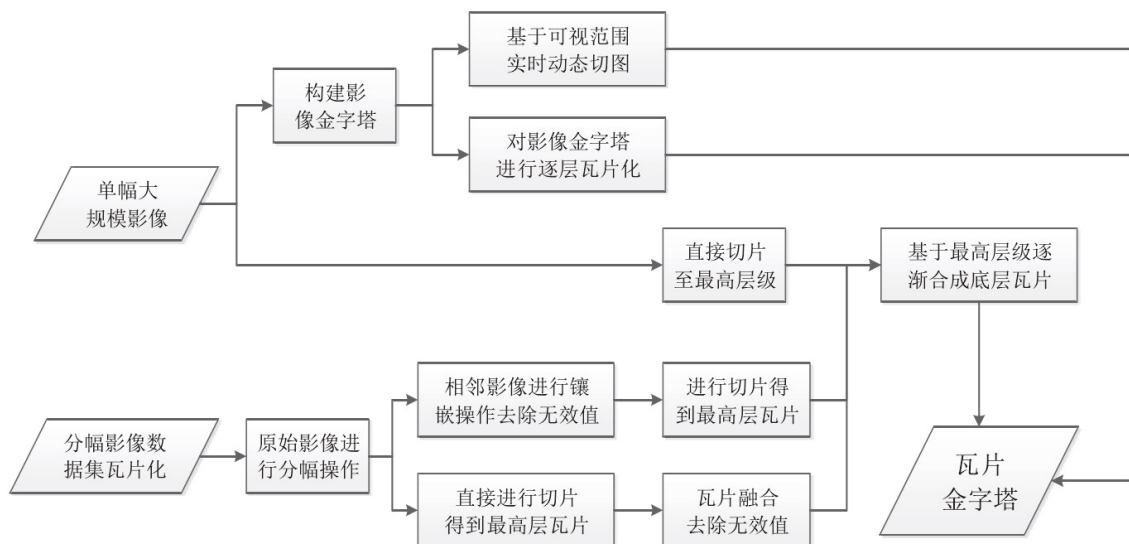 基于可视范围
实时动态切图
构建影
像金字塔
对影像金字塔
进行逐层瓦片化
单幅大
规模影像
直接切片
至最高层级
基于最高层级逐
渐合成底层瓦片
相邻影像进行镶
嵌操作去除无效值
进行切片得
到最高层瓦片
分幅影像数
据集瓦片化
原始影像进
行分幅操作
直接进行切片
得到最高层瓦片
瓦片融合
去除无效值
瓦片
金字塔